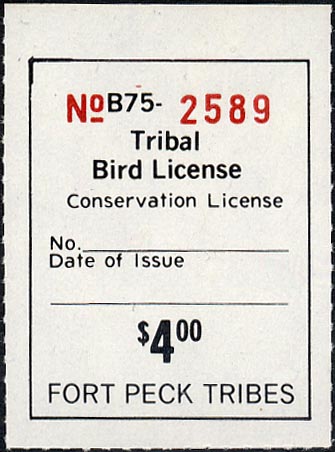 NoB75- 2589
Tribal
Bird License
Conservation License
No.
Date of Issue
$4.00
FORT PECK TRIBES